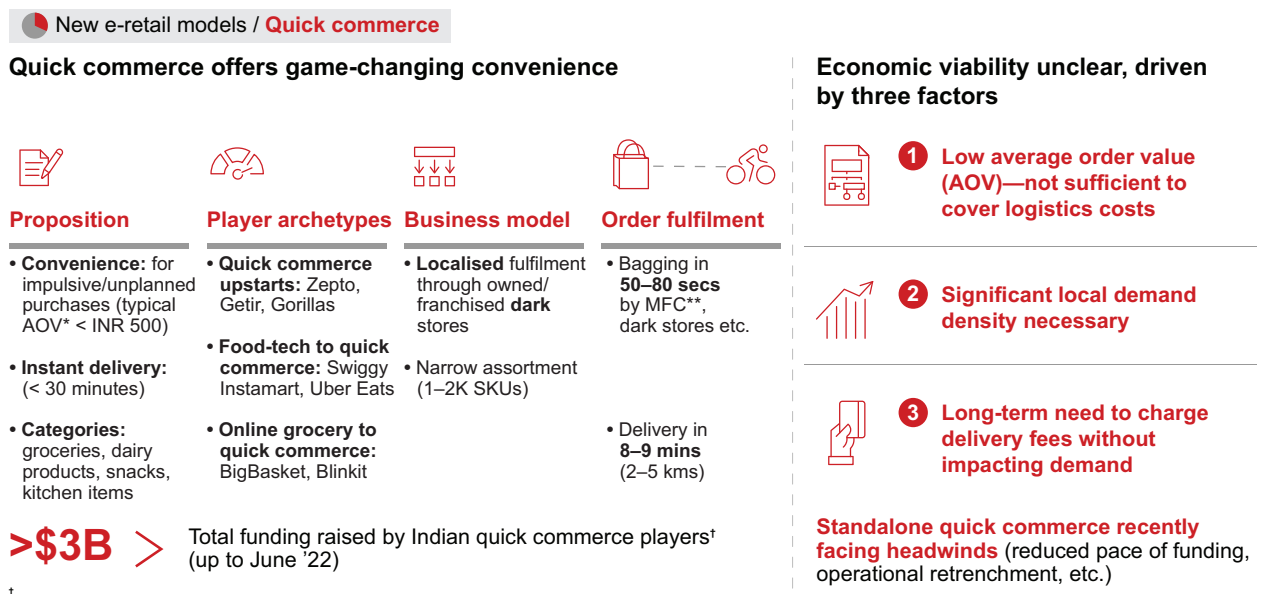 New e-retail models / Quick commerce
Quick commerce offers game-changing convenience
Proposition
• Convenience: for
impulsive/unplanned
purchases (typical
AOV* < INR 500)
• Instant delivery:
(< 30 minutes)
• Categories:
groceries, dairy
products, snacks,
kitchen items
Player archetypes
• Quick commerce
upstarts: Zepto,
Getir, Gorillas
• Food-tech to quick
commerce: Swiggy
Instamart, Uber Eats
• Online grocery to
quick commerce:
BigBasket, Blinkit
Business model
• Localised fulfilment
through owned/
franchised dark
stores
• Narrow assortment
(1–2K SKUs)
Order fulfilment
• Bagging in
50–80 secs
by MFC**,
dark stores etc.
• Delivery in
8–9 mins
(2–5 kms)
>$3B
Total funding raised by Indian quick commerce players†
(up to June ’22)
†
Economic viability unclear, driven
by three factors
1 Low average order value
(AOV)—not sufficient to
cover logistics costs
2 Significant local demand
density necessary
3 Long-term need to charge
delivery fees without
impacting demand
Standalone quick commerce recently
facing headwinds (reduced pace of funding,
operational retrenchment, etc.)